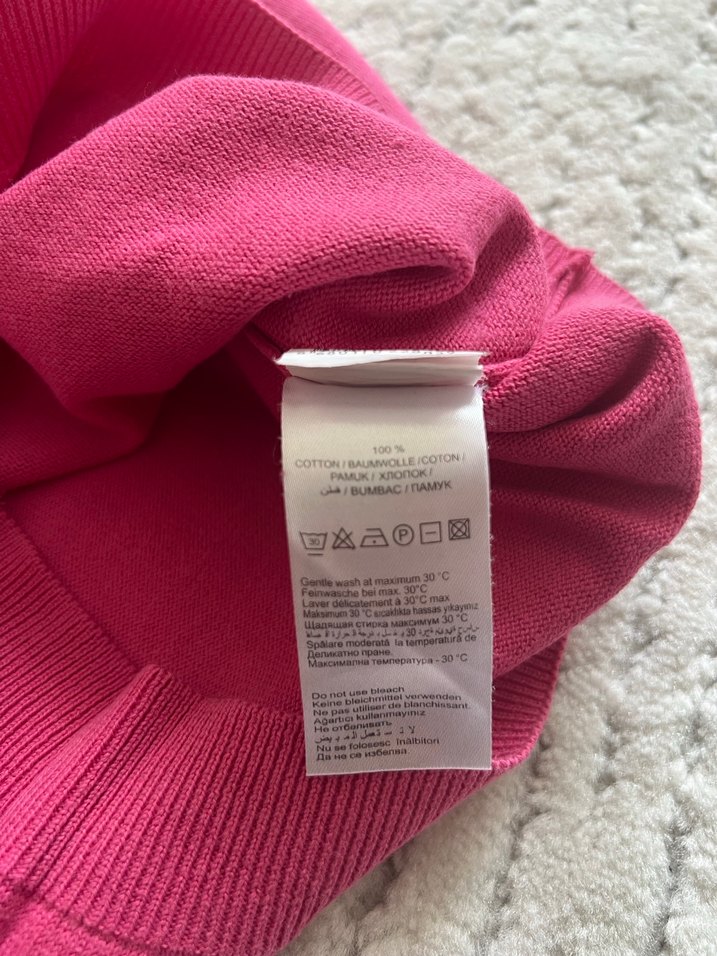 100 %
COTTON / BAUMWOLLE / COTON /
PAMUK / ХЛОПОК /
قطن / BUMBAC / ПАМУК
30
P
Gentle wash at maximum 30 °C
Feinwäsche bei max. 30°C
Laver délicatement à 30°C max
Maksimum 30 °C sıcaklıkta hassas yıkayınız
Щадящая стирка максимум 30 °C
30
Spălare moderată la temperatură de
Деликатно пране.
Максимална температура - 30 °C
Do not use bleach
Keine bleichmittel verwenden
Ne pas utiliser de blanchissant.
Ağartıcı kullanmayınız
Не отбеливать
Nu se folosesc înălbitori
Да не се избелва.